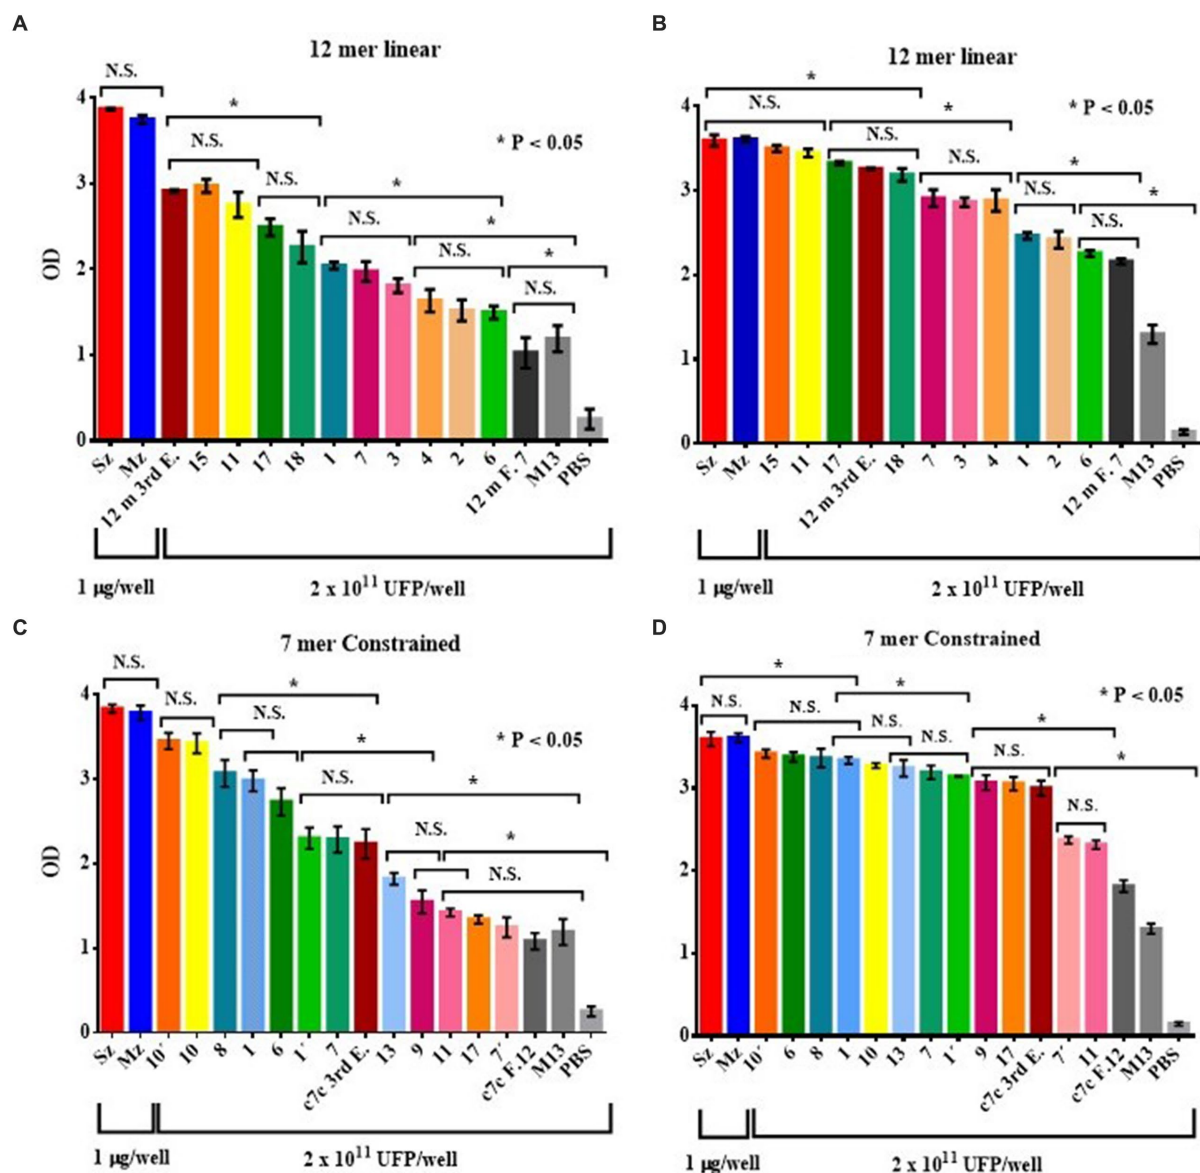 A
12 mer linear
N.S.
*
* P < 0.05
N.S.
N.S.
*
N.S.
*
N.S.
*
N.S.
OD
4
3
2
1
0
Sz Mz 12 m 3rd E. 15 11 17 18 1 7 3 4 2 6 12 m F. 7 M13 PBS
1 µg/well 2 x 10¹¹ UFP/well
B
12 mer linear
*
N.S.
*
* P < 0.05
N.S.
N.S.
*
N.S.
*
N.S.
4
3
2
1
0
Sz Mz 15 11 17 12 m 3rd E. 18 7 3 4 1 2 6 12 m F. 7 M13 PBS
1 µg/well 2 x 10¹¹ UFP/well
C
7 mer Constrained
N.S.
N.S.
*
N.S.
* P < 0.05
*
N.S.
*
N.S.
*
N.S.
OD
4
3
2
1
0
Sz Mz 10′ 10 8 1 6 1′ 7 c7c 3rd E. 13 9 11 17 7′ c7c F.12 M13 PBS
1 µg/well 2 x 10¹¹ UFP/well
D
7 mer Constrained
*
N.S.
N.S.
*
* P < 0.05
N.S.
N.S.
*
N.S.
*
N.S.
4
3
2
1
0
Sz Mz 10′ 6 8 1 10 13 7 1′ 9 17 c7c 3rd E. 7′ 11 c7c F.12 M13 PBS
1 µg/well 2 x 10¹¹ UFP/well